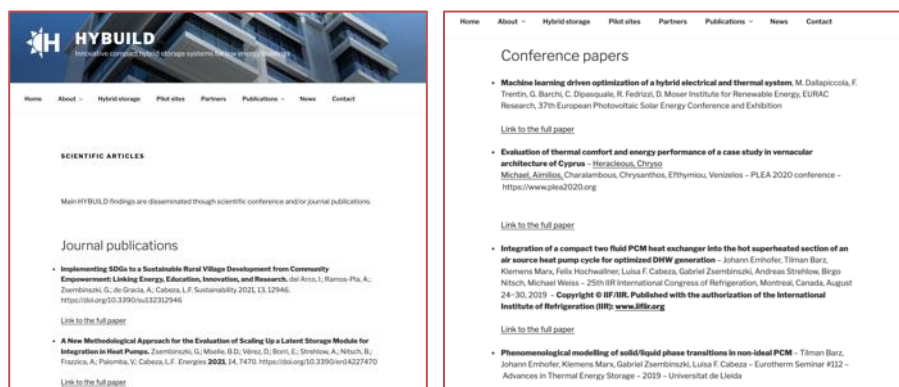 HYBUILD
Innovative compact hybrid storage systems for low energy buildings
Home About Hybrid storage Pilot sites Partners Publications News Contact
SCIENTIFIC ARTICLES
Main HYBUILD findings are disseminated though scientific conference and/or journal publications.
Journal publications
Implementing SDGs to a Sustainable Rural Village Development from Community
Empowerment: Linking Energy, Education, Innovation, and Research. del Arco, I.; Ramos-Pla, A.;
Zsembinszki, G.; de Gracia, A.; Cabeza, L.F. Sustainability 2021, 13, 12946.
https://doi.org/10.3390/su132312946
Link to the full paper
A New Methodological Approach for the Evaluation of Scaling Up a Latent Storage Module for
Integration in Heat Pumps. Zsembinszki, G.; Mselle, B.D.; Vérez, D.; Borri, E.; Strehlow, A.; Nitsch, B.;
Frazzica, A.; Palomba, V.; Cabeza, L.F. Energies 2021, 14, 7470. https://doi.org/10.3390/en14227470
Link to the full paper
Home About Hybrid storage Pilot sites Partners Publications News Contact
Conference papers
Machine learning driven optimization of a hybrid electrical and thermal system, M. Dallapiccola, F.
Trentin, G. Barchi, C. Dipasquale, R. Fedrizzi, D. Moser Institute for Renewable Energy, EURAC
Research, 37th European Photovoltaic Solar Energy Conference and Exhibition
Link to the full paper
Evaluation of thermal comfort and energy performance of a case study in vernacular
architecture of Cyprus – Heracleous, Chryso
Michael, Aimilios, Charalambous, Chrysanthos, Efthymiou, Venizelos – PLEA 2020 conference –
https://www.plea2020.org
Link to the full paper
Integration of a compact two fluid PCM heat exchanger into the hot superheated section of an
air source heat pump cycle for optimized DHW generation – Johann Emhofer, Tilman Barz,
Klemens Marx, Felix Hochwallner, Luisa F. Cabeza, Gabriel Zsembinszki, Andreas Strehlow, Birgo
Nitsch, Michael Weiss – 25th IIR International Congress of Refrigeration, Montreal, Canada, August
24–30, 2019 – Copyright © IIF/IIR. Published with the authorization of the International
Institute of Refrigeration (IIR): www.iifiir.org
Link to the full paper
Phenomenological modelling of solid/liquid phase transitions in non-ideal PCM – Tilman Barz,
Johann Emhofer, Klemens Marx, Gabriel Zsembinszki, Luisa F. Cabeza – Eurotherm Seminar #112 –
Advances in Thermal Energy Storage – 2019 – Universitat de Lleida